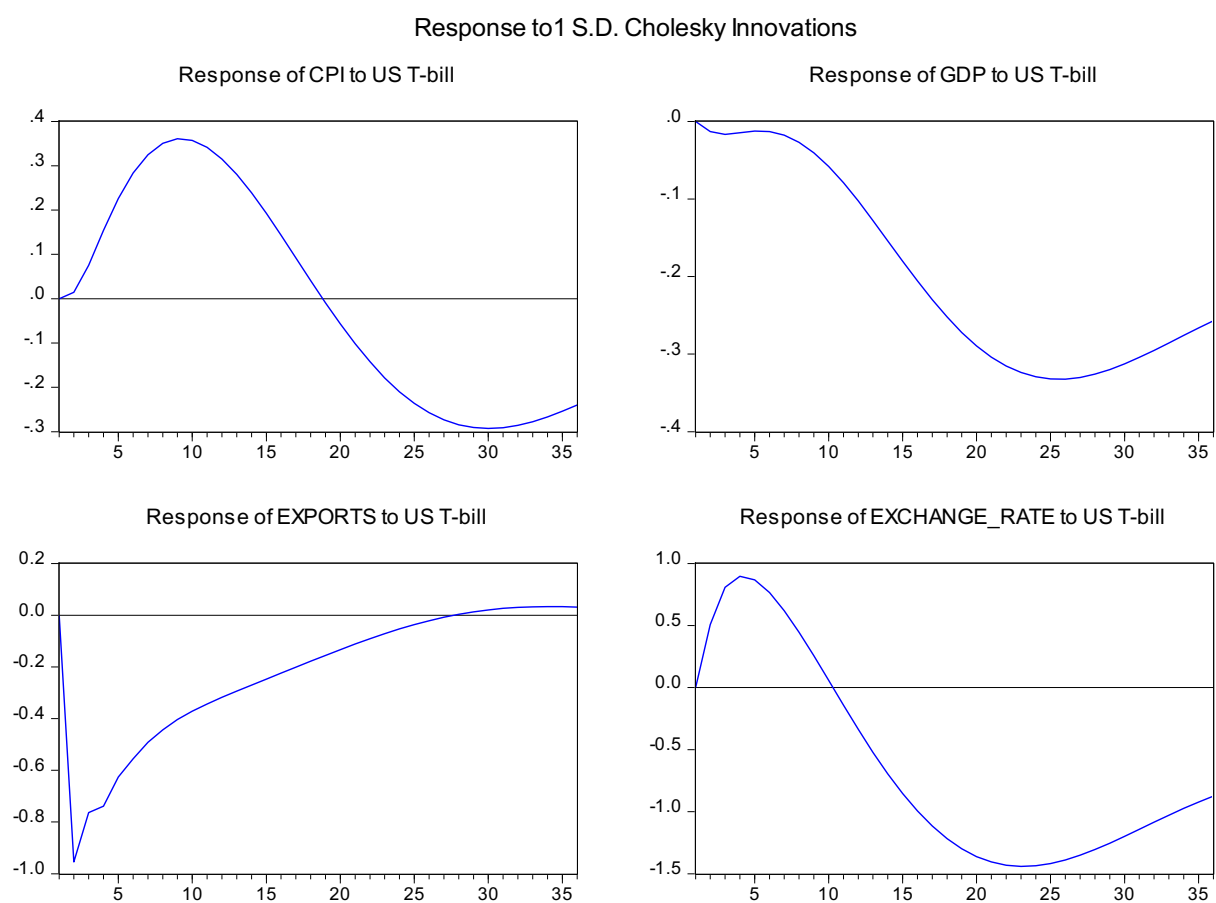 Response to1 S.D. Cholesky Innovations
Response of CPI to US T-bill
.4
.3
.2
.1
.0
-.1
-.2
-.3
5 10 15 20 25 30 35
Response of GDP to US T-bill
.0
-.1
-.2
-.3
-.4
5 10 15 20 25 30 35
Response of EXPORTS to US T-bill
0.2
0.0
-0.2
-0.4
-0.6
-0.8
-1.0
5 10 15 20 25 30 35
Response of EXCHANGE_RATE to US T-bill
1.0
0.5
0.0
-0.5
-1.0
-1.5
5 10 15 20 25 30 35